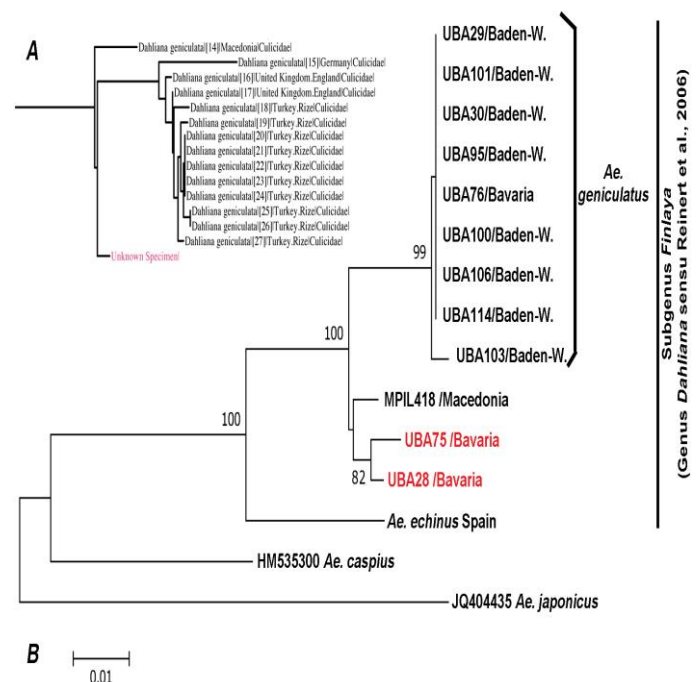 A
Dahliana geniculata|[14]|Macedonia|Culicidae|
Dahliana geniculata|[15]|Germany|Culicidae|
Dahliana geniculata|[16]|United Kingdom.England|Culicidae|
Dahliana geniculata|[17]|United Kingdom.England|Culicidae|
Dahliana geniculata|[18]|Turkey.Rize|Culicidae|
Dahliana geniculata|[19]|Turkey.Rize|Culicidae|
Dahliana geniculata|[20]|Turkey.Rize|Culicidae|
Dahliana geniculata|[21]|Turkey.Rize|Culicidae|
Dahliana geniculata|[22]|Turkey.Rize|Culicidae|
Dahliana geniculata|[23]|Turkey.Rize|Culicidae|
Dahliana geniculata|[24]|Turkey.Rize|Culicidae|
Dahliana geniculata|[25]|Turkey.Rize|Culicidae|
Dahliana geniculata|[26]|Turkey.Rize|Culicidae|
Dahliana geniculata|[27]|Turkey.Rize|Culicidae|
Unknown Specimen|
UBA29/Baden-W.
UBA101/Baden-W.
UBA30/Baden-W.
UBA95/Baden-W.
UBA76/Bavaria
UBA100/Baden-W.
UBA106/Baden-W.
UBA114/Baden-W.
UBA103/Baden-W.
Ae.
geniculatus
99
100
MPIL418 /Macedonia
UBA75 /Bavaria
UBA28 /Bavaria
82
100
Ae. echinus Spain
HM535300 Ae. caspius
JQ404435 Ae. japonicus
Subgenus Finlaya
(Genus Dahliana sensu Reinert et al., 2006)
B
0.01